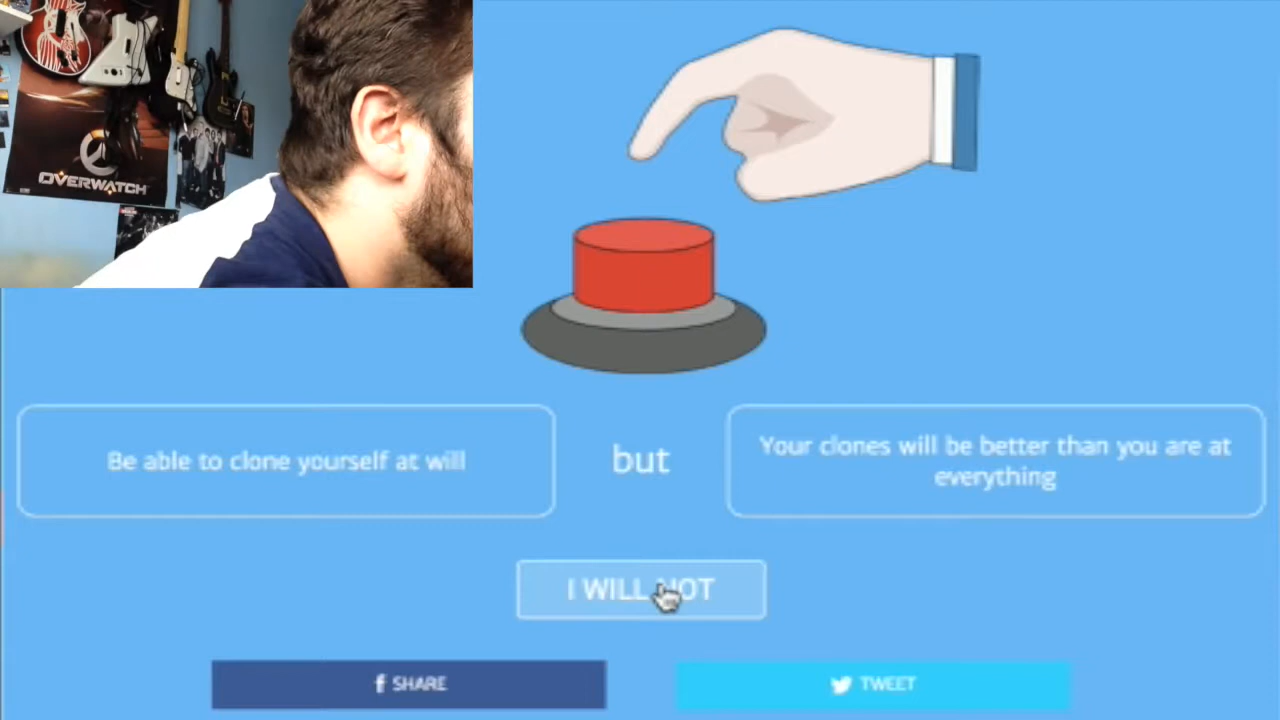 OVERWATCH
Be able to clone yourself at will
but
Your clones will be better than you are at
everything
I WILL NOT
f SHARE
TWEET